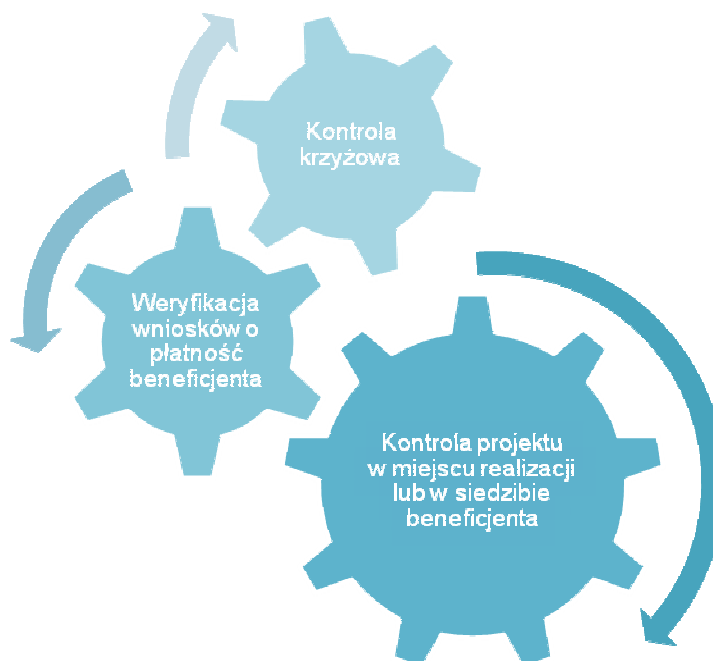 Kontrola
krzyżowa
Weryfikacja
wniosków o
płatność
beneficjenta
Kontrola projektu
w miejscu realizacji
lub w siedzibie
beneficjenta